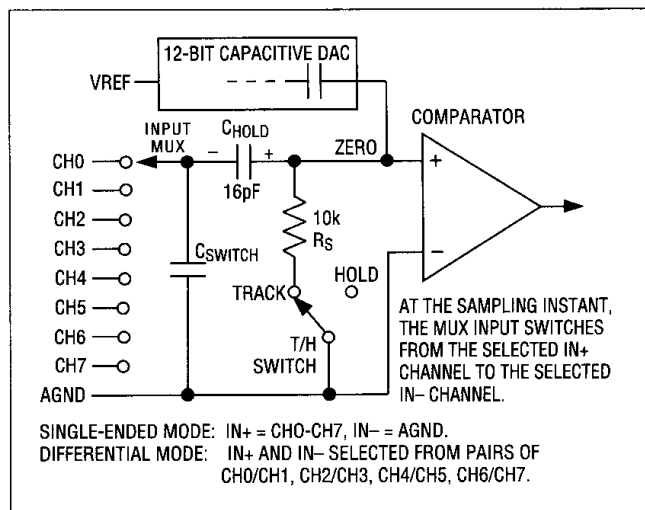 12-BIT CAPACITIVE DAC
VREF
COMPARATOR
INPUT
MUX
CHOLD
− +
ZERO
16pF
+
CH0
CH1
CH2
CH3
CH4
CH5
CH6
CH7
AGND
CSWITCH
10k
RS
−
TRACK
HOLD
T/H
SWITCH
AT THE SAMPLING INSTANT,
THE MUX INPUT SWITCHES
FROM THE SELECTED IN+
CHANNEL TO THE SELECTED
IN− CHANNEL.
SINGLE-ENDED MODE: IN+ = CHO-CH7, IN− = AGND.
DIFFERENTIAL MODE: IN+ AND IN− SELECTED FROM PAIRS OF
CH0/CH1, CH2/CH3, CH4/CH5, CH6/CH7.